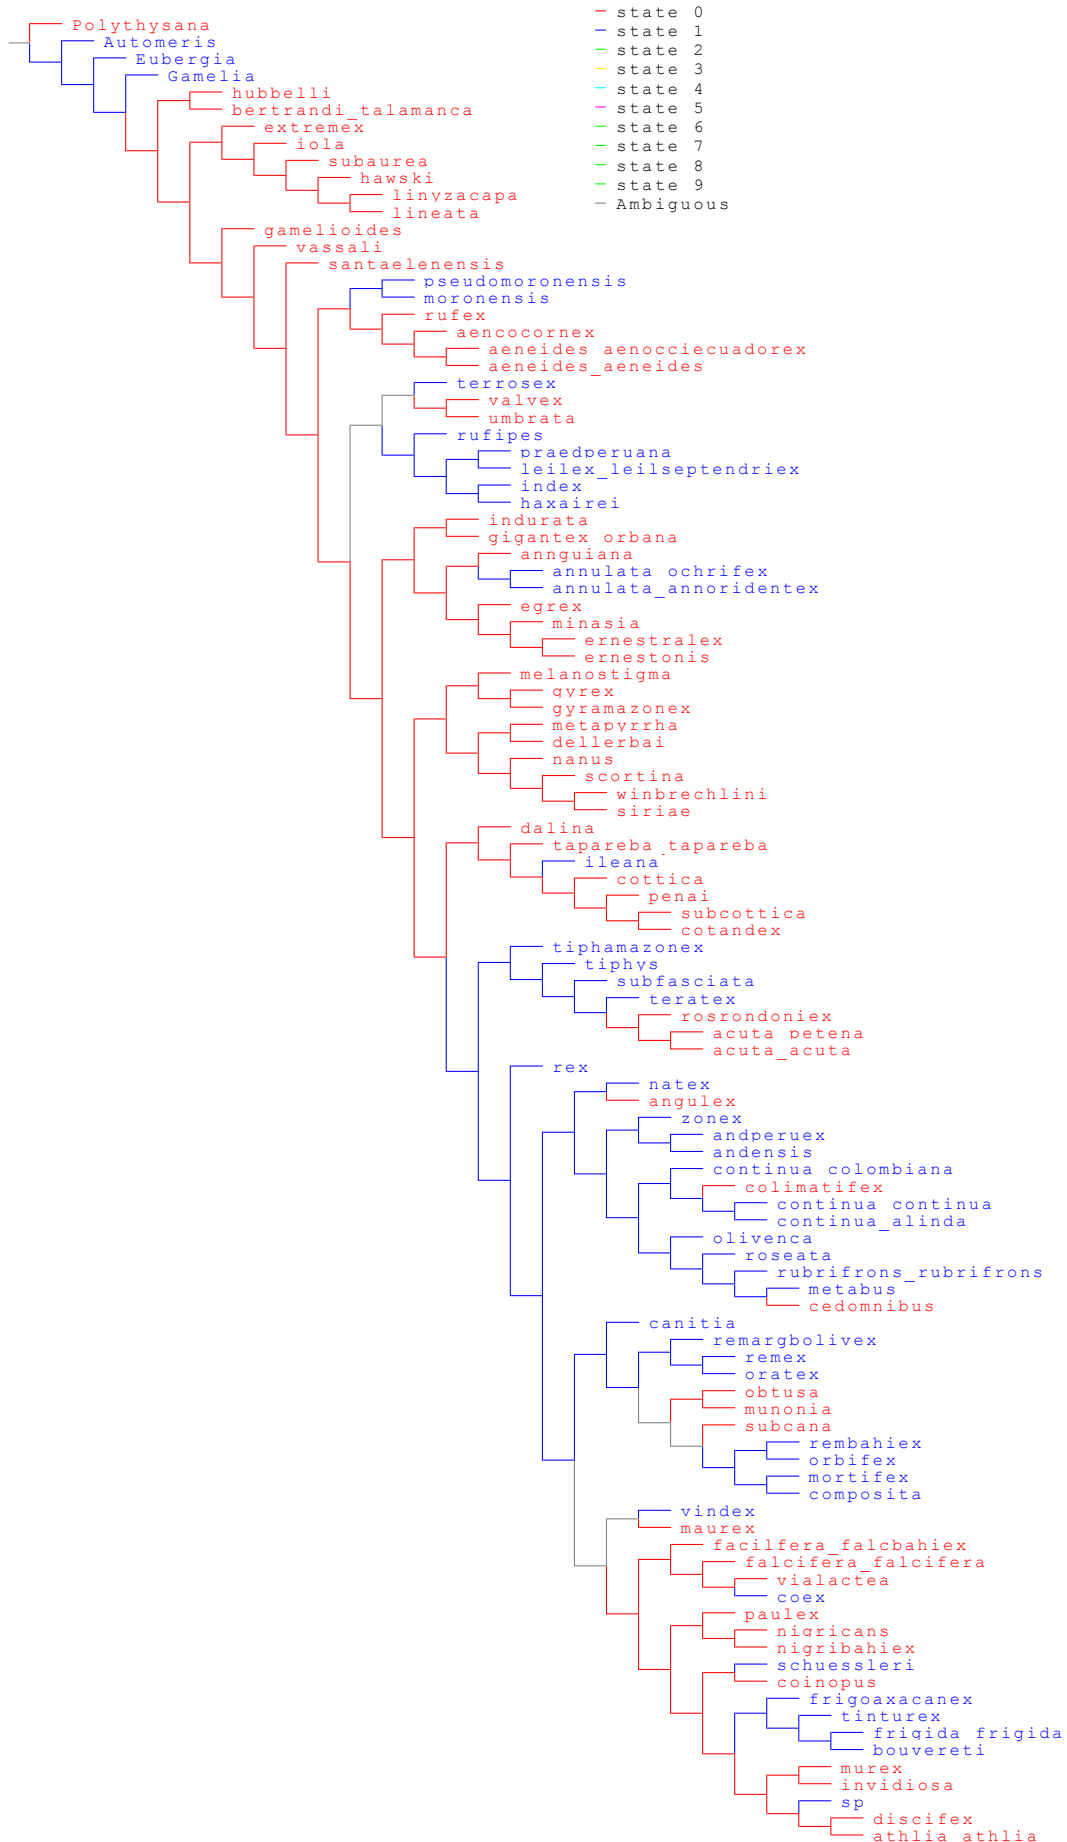 state 0
state 1
state 2
state 3
state 4
state 5
state 6
state 7
state 8
state 9
Ambiguous
Polythysana
Automeris
Eubergia
Gamelia
hubbelli
bertrandi_talamanca
extremex
iola
subaurea
hawski
linyzacapa
lineata
gamelioides
vassali
santaelenensis
pseudomoronensis
moronensis
rufex
aencocornex
aeneides_aenocciecuadorex
aeneides_aeneides
terrosex
valvex
umbrata
rufipes
praedperuana
leilex_leilseptendriex
index
haxairei
indurata
gigantex_orbana
annguiana
annulata_ochrifex
annulata_annoridentex
egrex
minasia
ernestralex
ernestonis
melanostigma
gyrex
gyramazonex
metapyrrha
dellerbai
nanus
scortina
winbrechlini
siriae
dalina
tapareba_tapareba
ileana
cottica
penai
subcottica
cotandex
tiphamazonex
tiphys
subfasciata
teratex
rosrondoniex
acuta_petena
acuta_acuta
rex
natex
angulex
zonex
andperuex
andensis
continua_colombiana
colimatifex
continua_continua
continua_alinda
olivenca
roseata
rubrifrons_rubrifrons
metabus
cedomnibus
canitia
remargbolivex
remex
oratex
obtusa
munonia
subcana
rembahiex
orbifex
mortifex
composita
vindex
maurex
facilfera_falcbahiex
falcifera_falcifera
vialactea
coex
paulex
nigricans
nigribahiex
schuessleri
coinopus
frigoaxacanex
tinturex
frigida_frigida
bouvereti
murex
invidiosa
sp
discifex
athlia_athlia